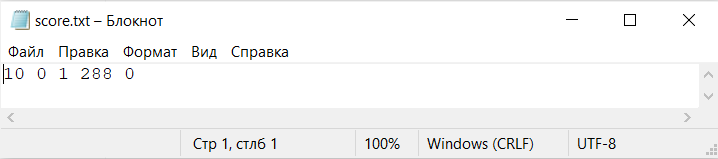 score.txt – Блокнот
Файл Правка Формат Вид Справка
10 0 1 288 0
Стр 1, стлб 1 100% Windows (CRLF) UTF-8